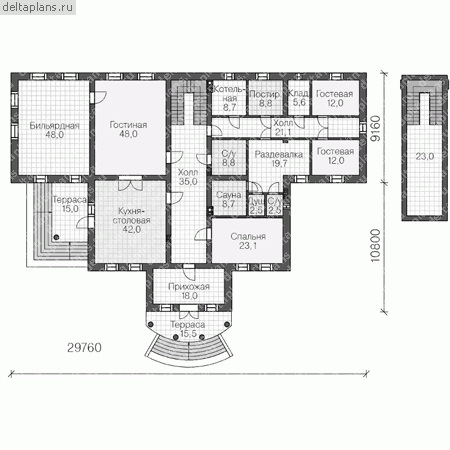 deltaplans.ru
Бильярдная
48,0
Гостиная
48,0
Котель-
ная
8,7
Постир.
8,8
Клад.
5,6
Гостевая
12,0
Холл
21,1
Холл
35,0
С/у
8,8
Раздевалка
19,7
Гостевая
12,0
Терраса
15,0
Кухня-
столовая
42,0
Сауна
8,7
Душ
2,5
С/у
2,5
Спальня
23,1
Прихожая
18,0
Терраса
15,5
23,0
9160
10800
29760